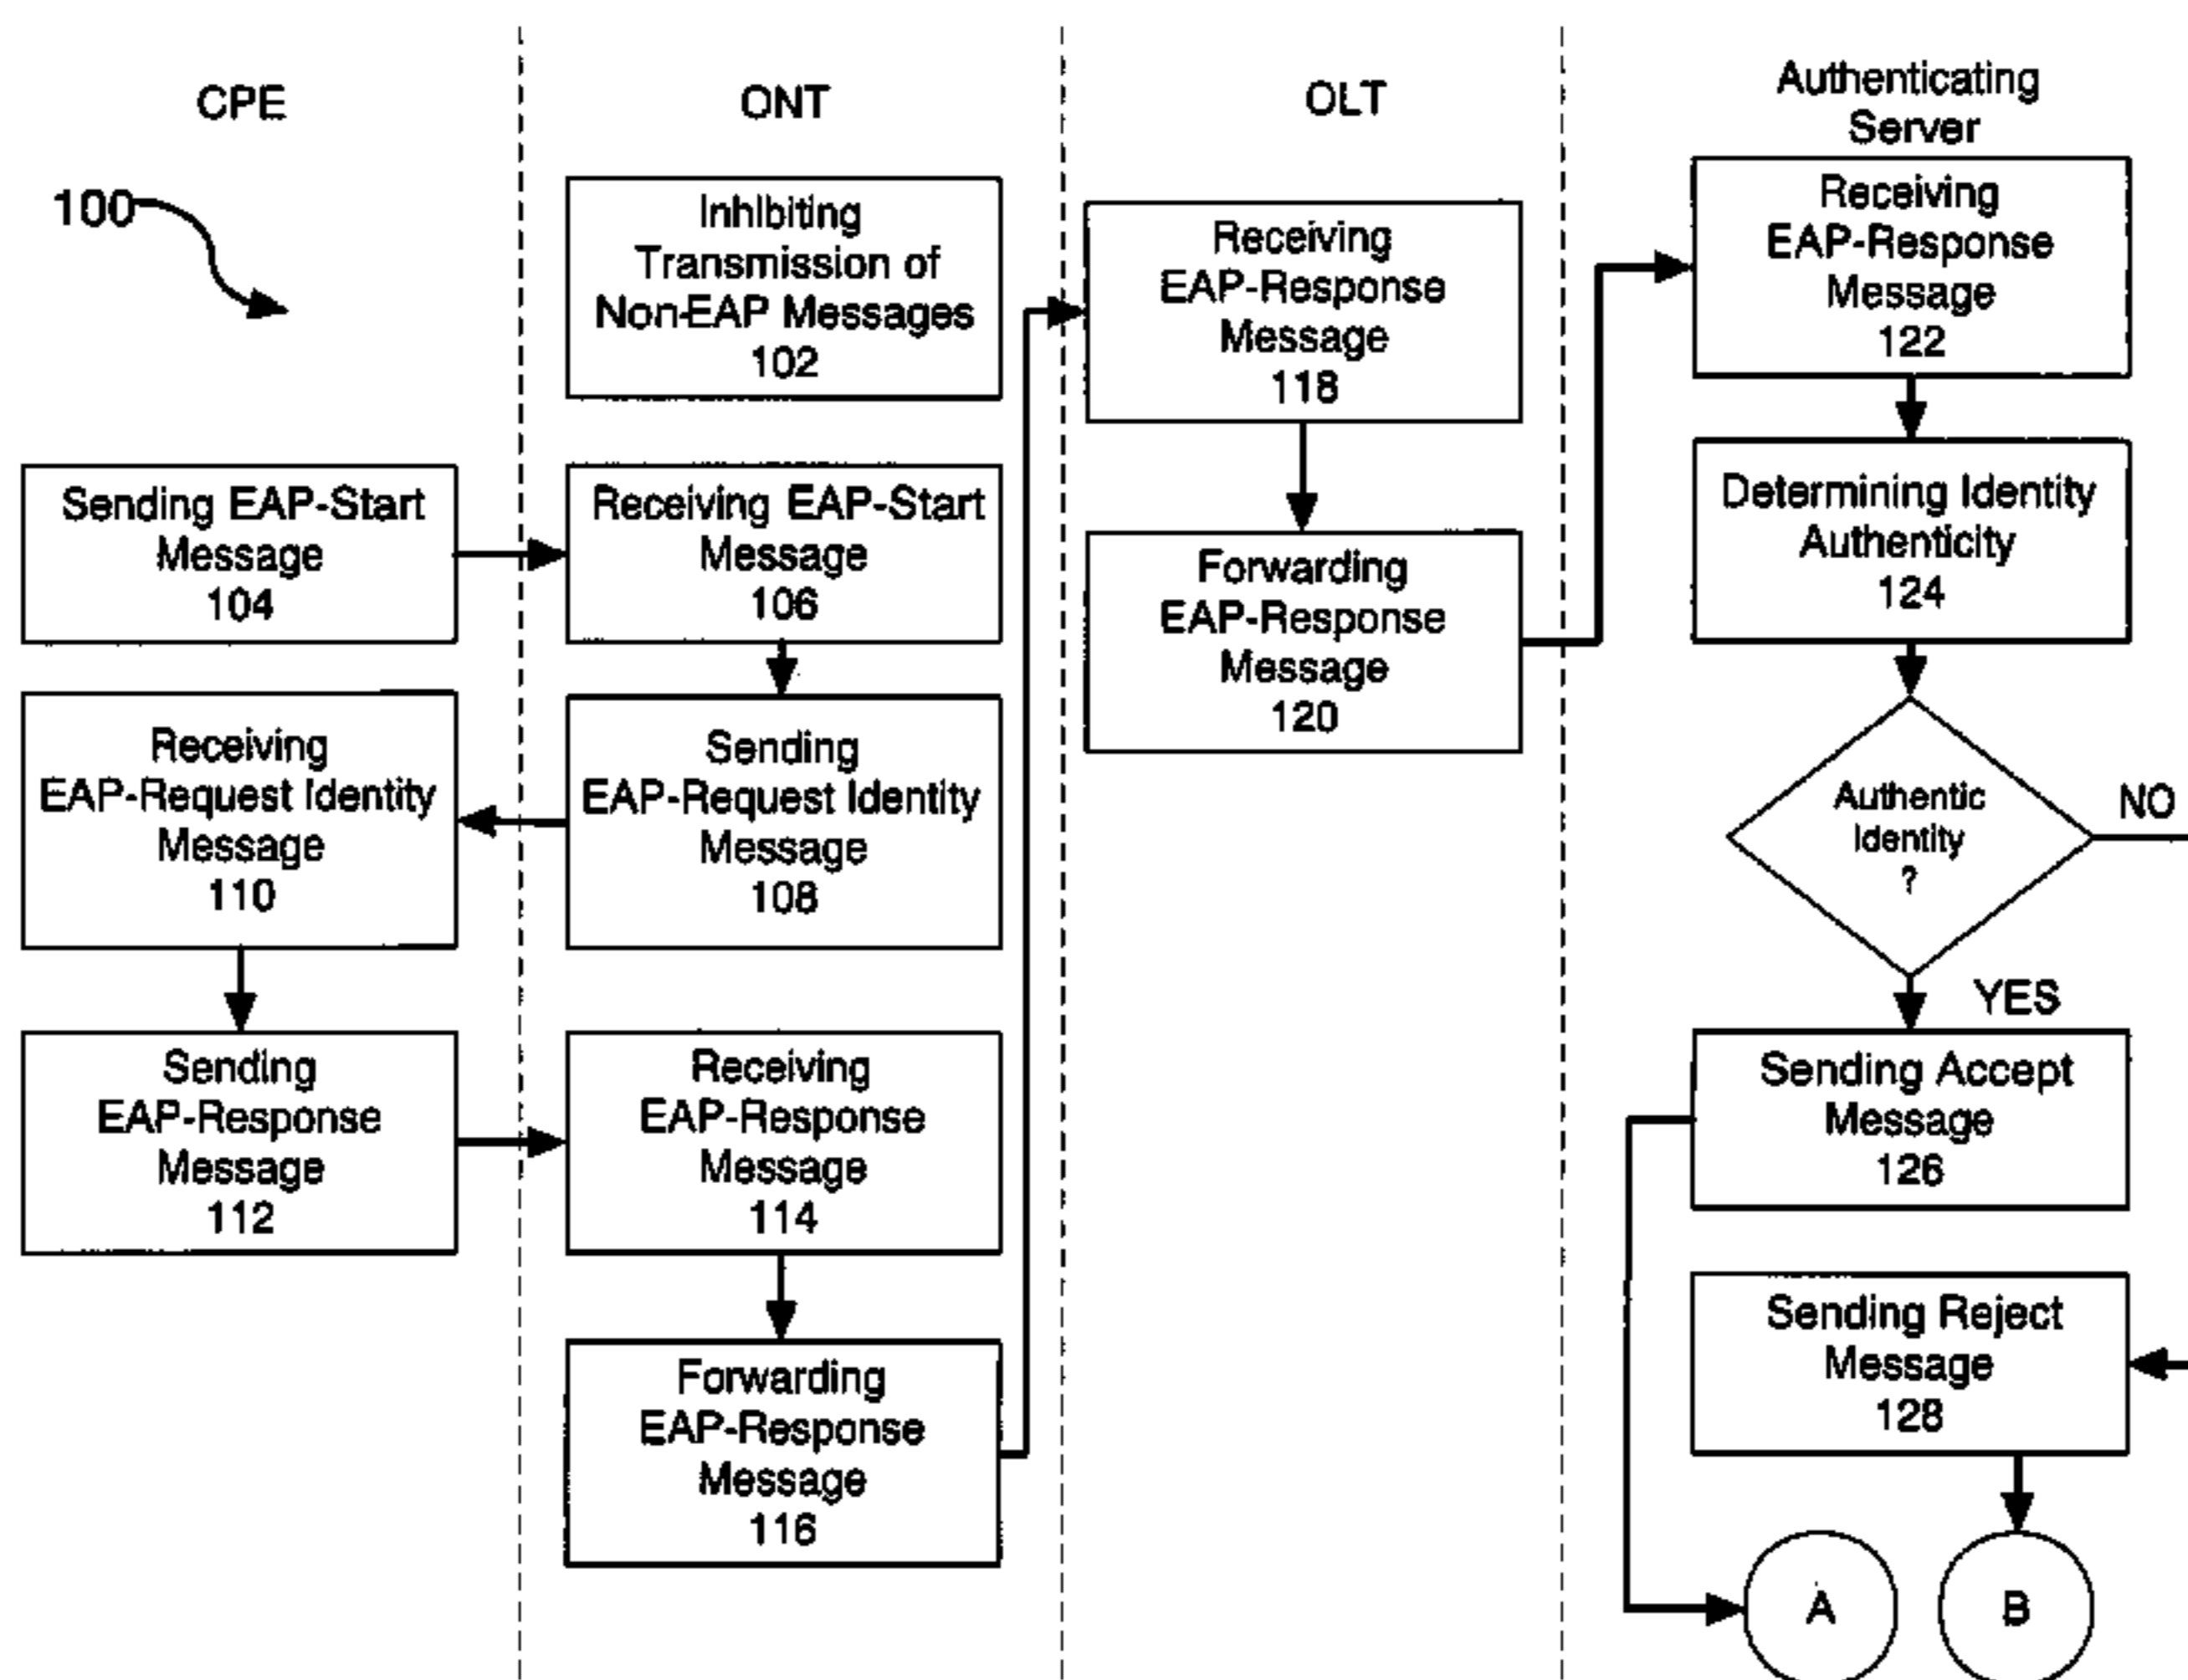 CPE
ONT
OLT
Authenticating
Server
100
Inhibiting
Transmission of
Non-EAP Messages
102
Sending EAP-Start
Message
104
Receiving EAP-Start
Message
106
Receiving
EAP-Request Identity
Message
110
Sending
EAP-Request Identity
Message
108
Sending
EAP-Response
Message
112
Receiving
EAP-Response
Message
114
Forwarding
EAP-Response
Message
116
Receiving
EAP-Response
Message
118
Forwarding
EAP-Response
Message
120
Receiving
EAP-Response
Message
122
Determining Identity
Authenticity
124
Authentic
Identity
?
NO
YES
Sending Accept
Message
126
Sending Reject
Message
128
A
B